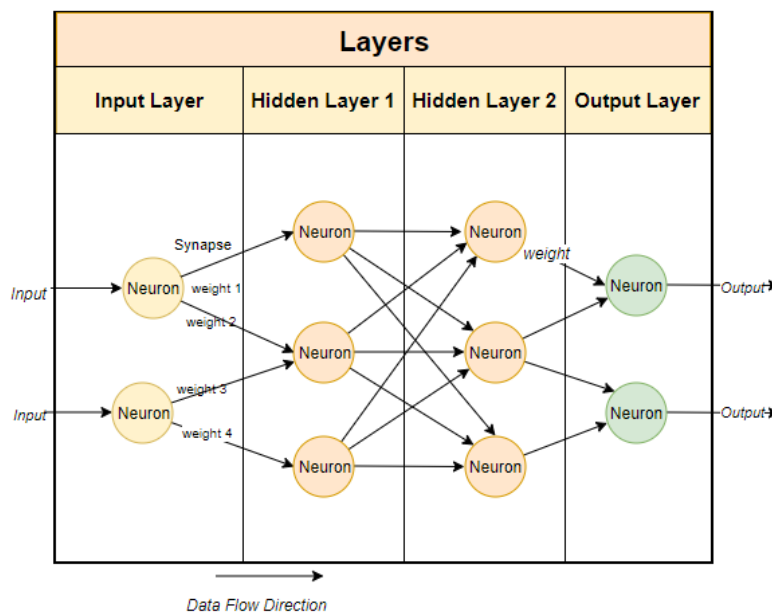 Layers
Input Layer
Hidden Layer 1
Hidden Layer 2
Output Layer
Neuron
Neuron
Synapse
weight
Input
Neuron
weight 1
Neuron
Output
weight 2
Neuron
Neuron
weight 3
Input
Neuron
Neuron
Output
weight 4
Neuron
Neuron
Data Flow Direction